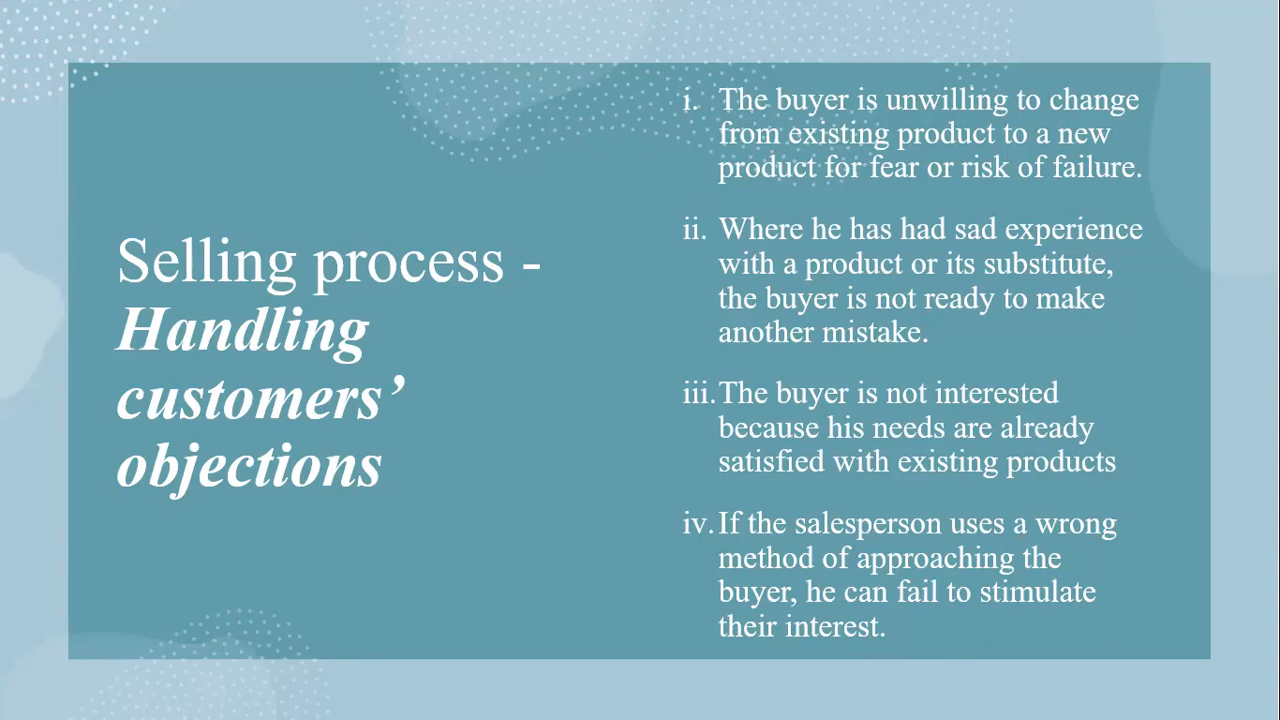 Selling process -
Handling
customers’
objections
i. The buyer is unwilling to change
from existing product to a new
product for fear or risk of failure.
ii. Where he has had sad experience
with a product or its substitute,
the buyer is not ready to make
another mistake.
iii. The buyer is not interested
because his needs are already
satisfied with existing products
iv. If the salesperson uses a wrong
method of approaching the
buyer, he can fail to stimulate
their interest.